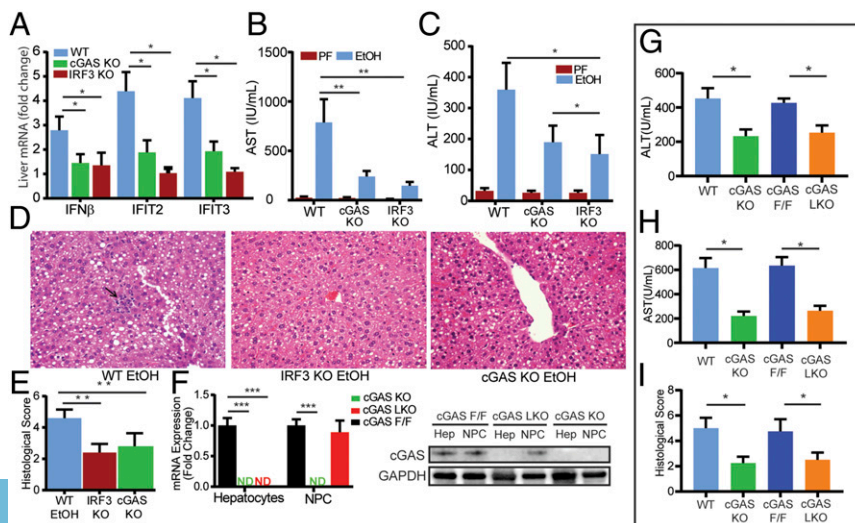 A
Liver mRNA (fold change)
6
5
4
3
2
1
0
WT
cGAS KO
IRF3 KO
*
*
*
*
*
*
IFNβ
IFIT2
IFIT3
B
PF
EtOH
AST (IU/mL)
1500
1000
500
0
**
**
WT
cGAS
KO
IRF3
KO
C
PF
EtOH
ALT (IU/mL)
400
300
200
100
0
*
*
WT
cGAS
KO
IRF3
KO
D
WT EtOH
IRF3 KO EtOH
cGAS KO EtOH
E
Histological Score
6
4
2
0
**
**
WT
EtOH
IRF3
KO
cGAS
KO
F
mRNA Expression
(Fold Change)
1.5
1.0
0.5
0.0
***
***
***
ND
ND
ND
cGAS KO
cGAS LKO
cGAS F/F
Hepatocytes
NPC
cGAS F/F
cGAS LKO
cGAS KO
Hep NPC
Hep NPC
Hep NPC
cGAS
GAPDH
G
ALT(U/mL)
600
400
200
0
*
*
WT
cGAS
KO
cGAS
F/F
cGAS
LKO
H
AST(U/mL)
800
600
400
200
0
*
*
WT
cGAS
KO
cGAS
F/F
cGAS
LKO
I
Histological Score
6
4
2
0
*
*
WT
cGAS
KO
cGAS
F/F
cGAS
LKO